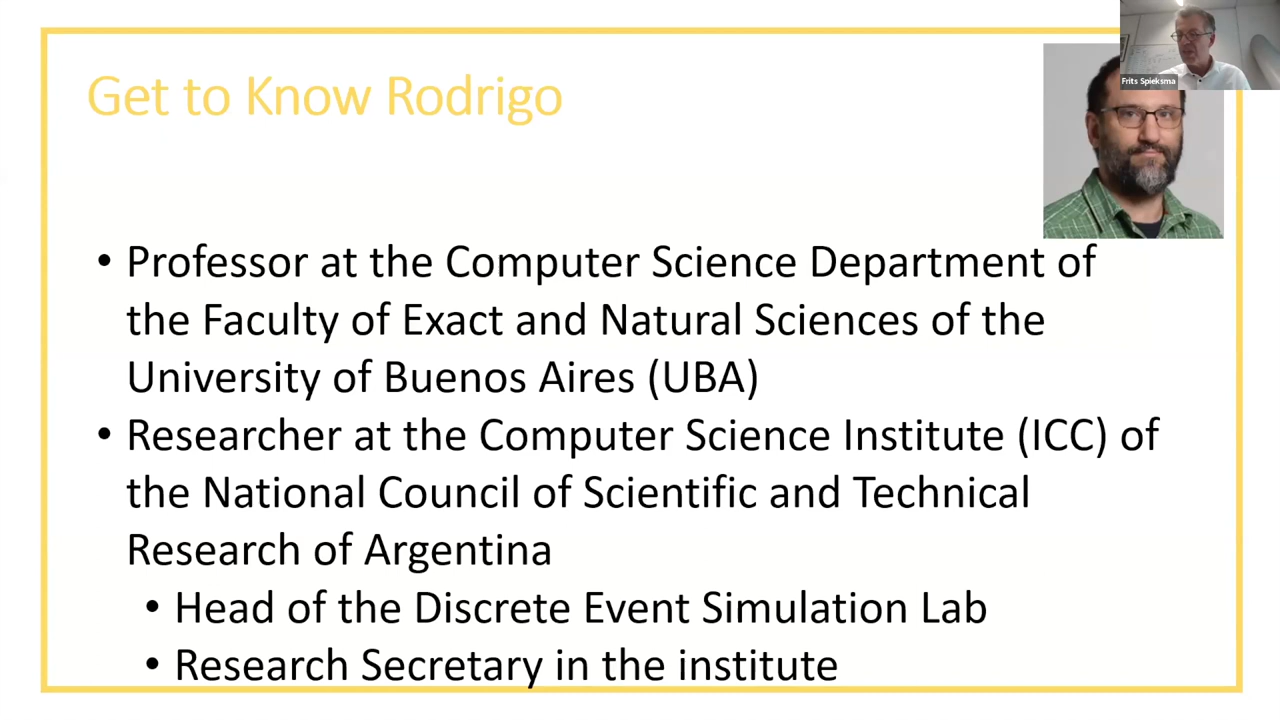 Get to Know Rodrigo
Frits Spieksma
• Professor at the Computer Science Department of
the Faculty of Exact and Natural Sciences of the
University of Buenos Aires (UBA)
• Researcher at the Computer Science Institute (ICC) of
the National Council of Scientific and Technical
Research of Argentina
• Head of the Discrete Event Simulation Lab
• Research Secretary in the institute